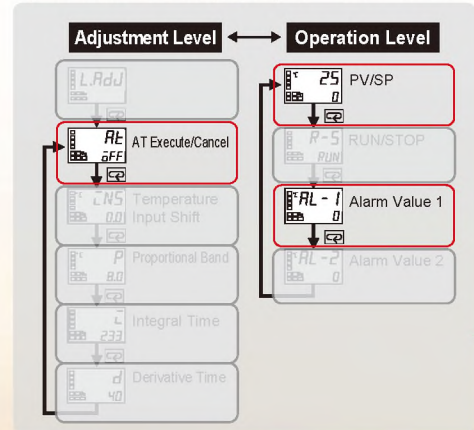 Adjustment Level
Operation Level
L.AdJ
At
oFF
AT Execute/Cancel
INS
0.0
Temperature
Input Shift
P
8.0
Proportional Band
i
233
Integral Time
d
40
Derivative Time
25
0
PV/SP
R-S
RUN
RUN/STOP
AL-1
0
Alarm Value 1
AL-2
0
Alarm Value 2